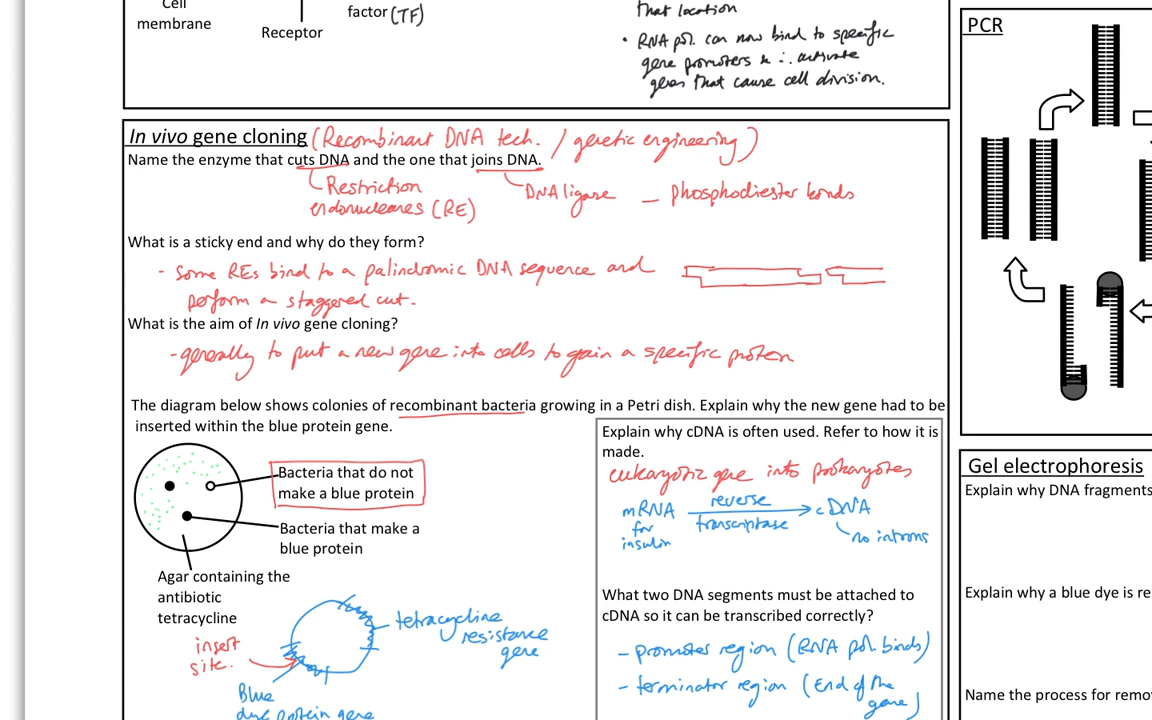 Cell
membrane
Receptor
factor (TF)
that location
• RNA pol. can now bind to specific
gene promoters & ∴ activate
genes that cause cell division.
In vivo gene cloning (Recombinant DNA tech. / genetic engineering)
Name the enzyme that cuts DNA and the one that joins DNA.
Restriction
endonucleases (RE)
DNA ligase – phosphodiester bonds
What is a sticky end and why do they form?
- some REs bind to a palindromic DNA sequence and
perform a staggered cut.
What is the aim of In vivo gene cloning?
- generally to put a new gene into cells to gain a specific protein
The diagram below shows colonies of recombinant bacteria growing in a Petri dish. Explain why the new gene had to be
inserted within the blue protein gene.
Bacteria that do not
make a blue protein
Bacteria that make a
blue protein
Agar containing the
antibiotic
tetracycline
insert
site.
tetracycline
resistance
gene
Blue
dye protein gene
Explain why cDNA is often used. Refer to how it is
made.
eukaryotic gene into prokaryotes
mRNA reverse cDNA
for transcriptase
insulin
no introns
What two DNA segments must be attached to
cDNA so it can be transcribed correctly?
- promoter region (RNA pol. binds)
- terminator region (End of the
gene)
PCR
Gel electrophoresis
Explain why DNA fragments
Explain why a blue dye is re
Name the process for remo